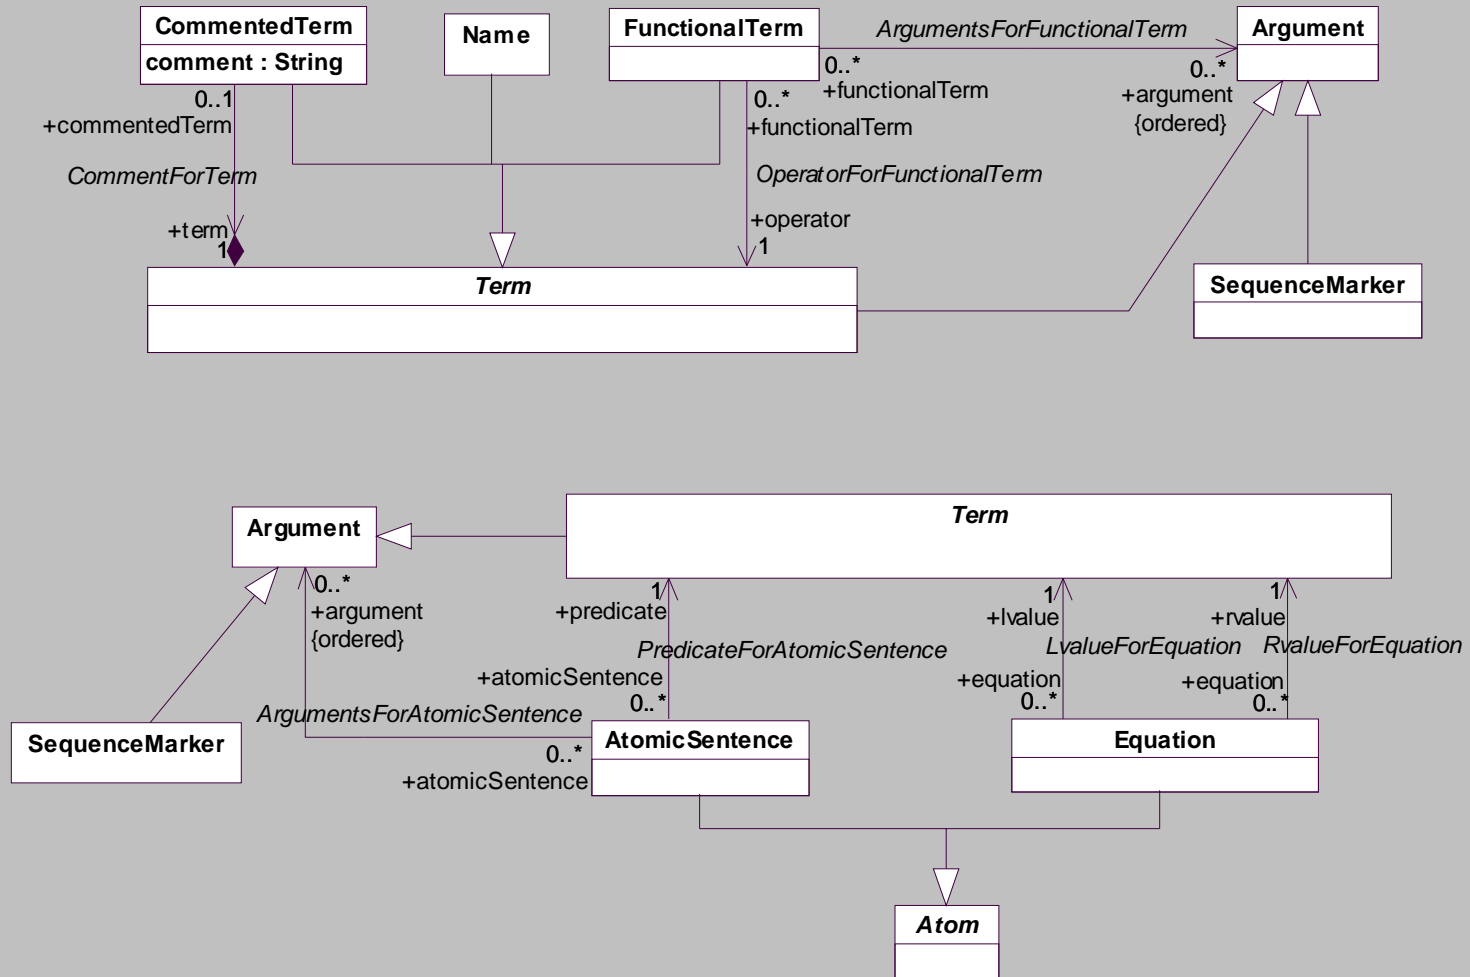 CommentedTerm
comment : String
Name
FunctionalTerm
ArgumentsForFunctionalTerm
Argument
0..1
+commentedTerm
0..*
+functionalTerm
0..*
+functionalTerm
0..*
+argument
{ordered}
CommentForTerm
OperatorForFunctionalTerm
+term
1
+operator
1
Term
SequenceMarker
Argument
Term
0..*
+argument
{ordered}
1
+predicate
1
+lvalue
1
+rvalue
PredicateForAtomicSentence
LvalueForEquation
RvalueForEquation
+atomicSentence
0..*
+equation
0..*
+equation
0..*
ArgumentsForAtomicSentence
SequenceMarker
0..*
+atomicSentence
AtomicSentence
Equation
Atom